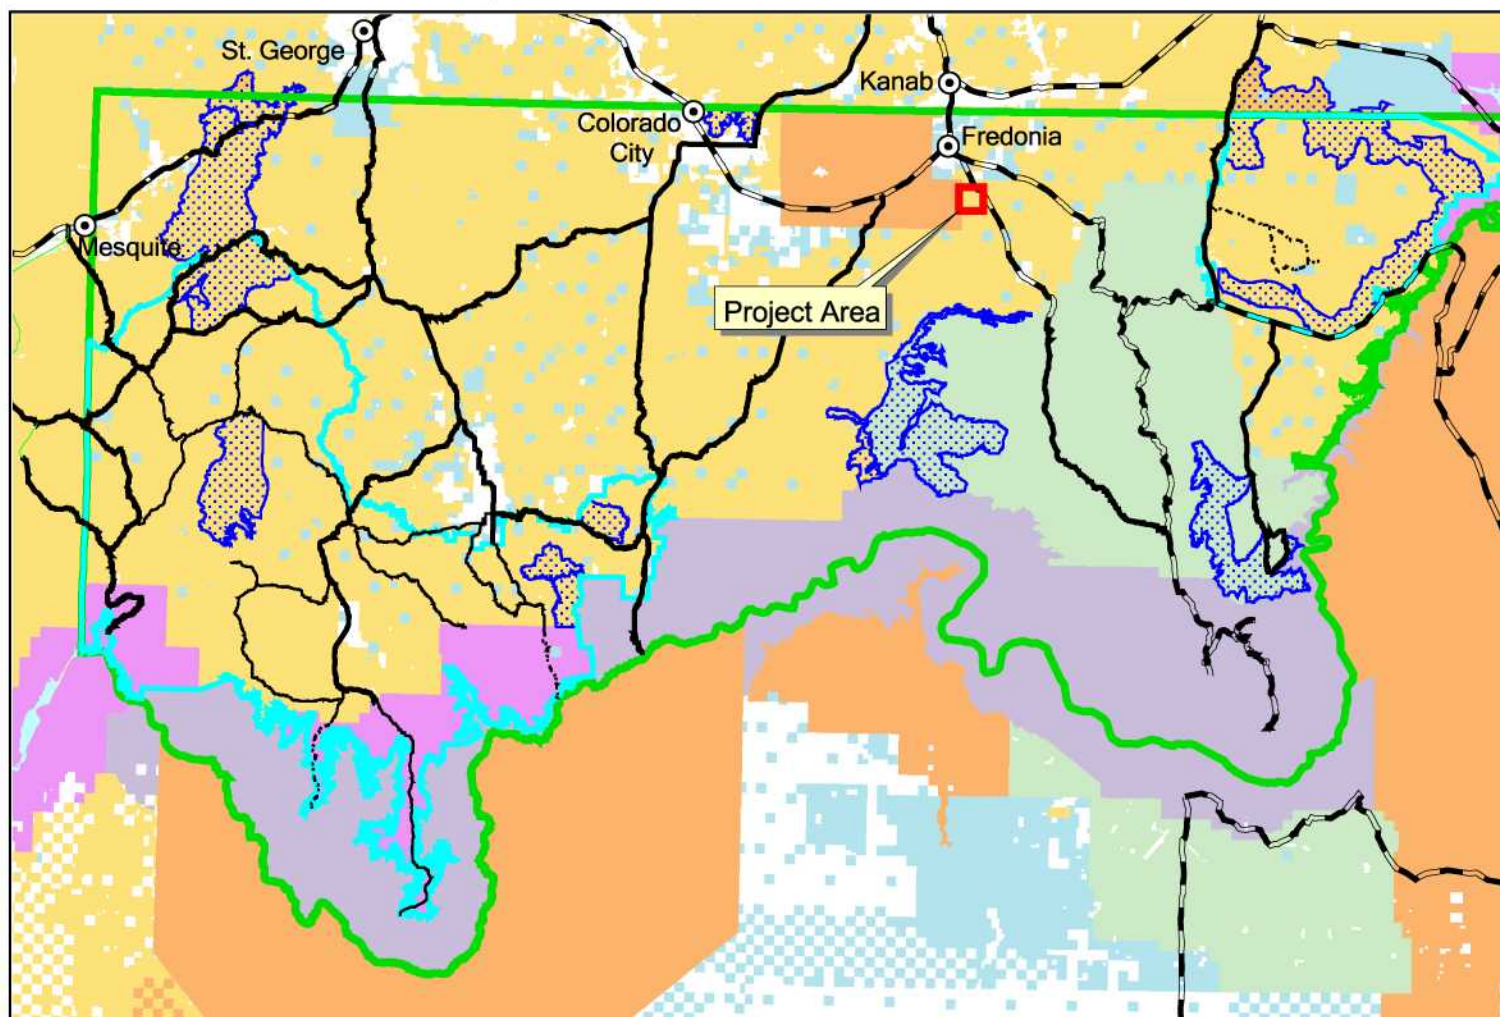 St. George
Kanab
Colorado
City
Fredonia
Mesquite
Project Area